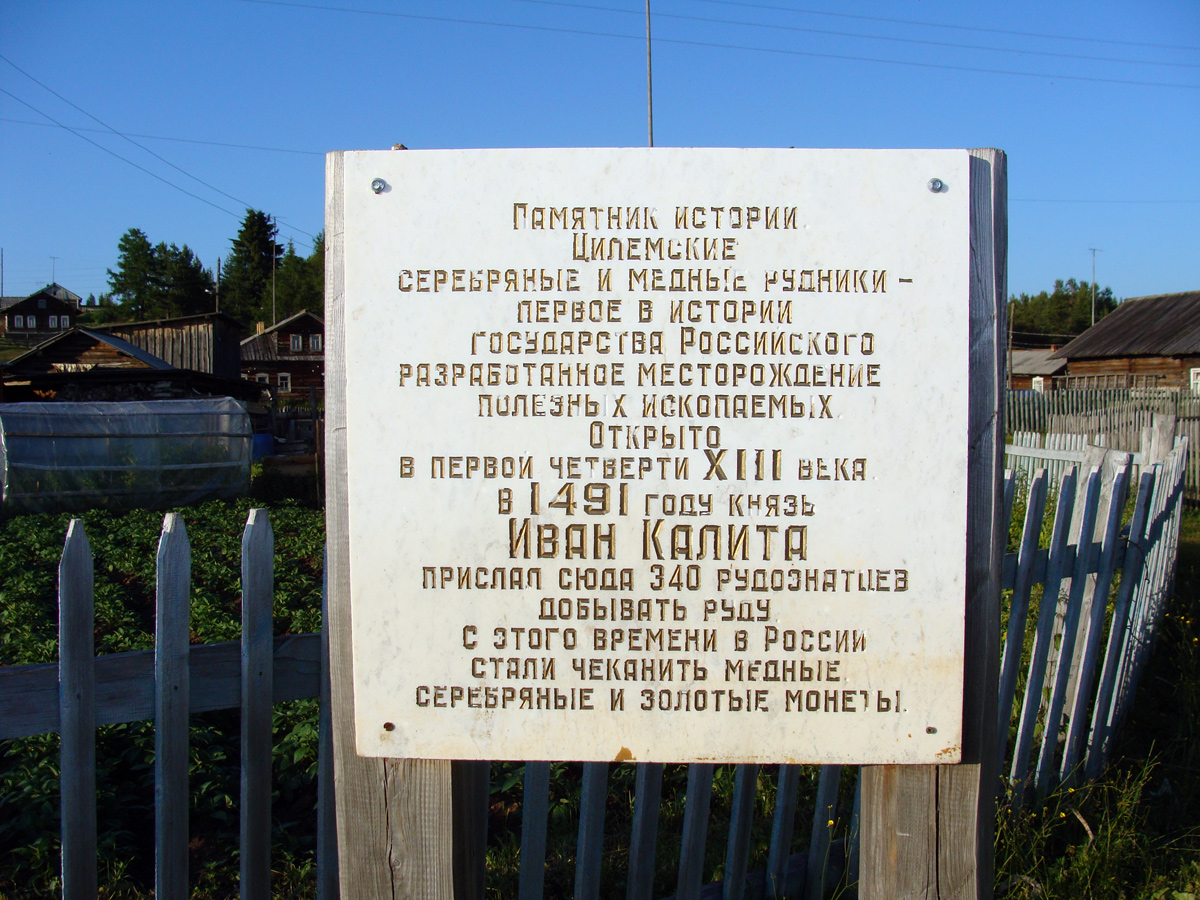 Памятник истории.
Цилемские
серебряные и медные рудники –
первое в истории
государства Российского
разработанное месторождение
полезных ископаемых.
Открыто
в первой четверти XIII века.
в 1491 году князь
Иван Калита
прислал сюда 340 рудознатцев
добывать руду
с этого времени в России
стали чеканить медные
серебряные и золотые монеты.